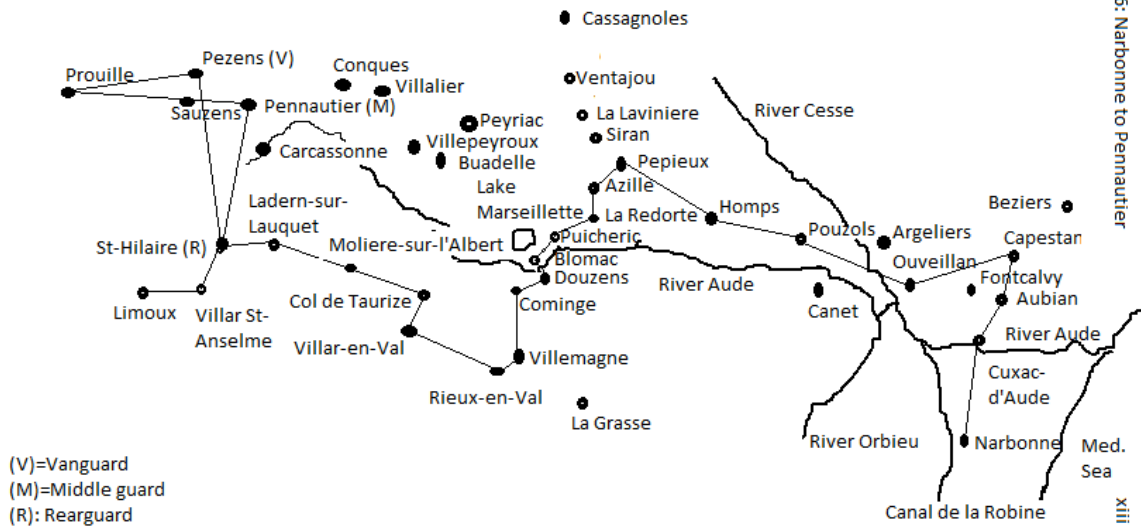 5: Narbonne to Pennautier
Cassagnoles
Pezens (V)
Prouille
Conques
Villalier
Ventajou
Sauzens
Pennautier (M)
River Cesse
La Laviniere
Peyriac
Siran
Carcassonne
Villepeyroux
Buadelle
Pepieux
Lake
Azille
Ladern-sur-
Lauquet
Marseillette
La Redorte
Homps
Beziers
Pouzols
Argeliers
Capestan
St-Hilaire (R)
Moliere-sur-l'Albert
Puicheric
Blomac
Ouveillan
Fontcalvy
Douzens
River Aude
Aubian
Limoux
Villar St-
Anselme
Col de Taurize
Cominge
Canet
River Aude
Villar-en-Val
Villemagne
Cuxac-
d'Aude
Rieux-en-Val
La Grasse
River Orbieu
Narbonne
Med.
Sea
(V)=Vanguard
(M)=Middle guard
(R): Rearguard
Canal de la Robine
xiii